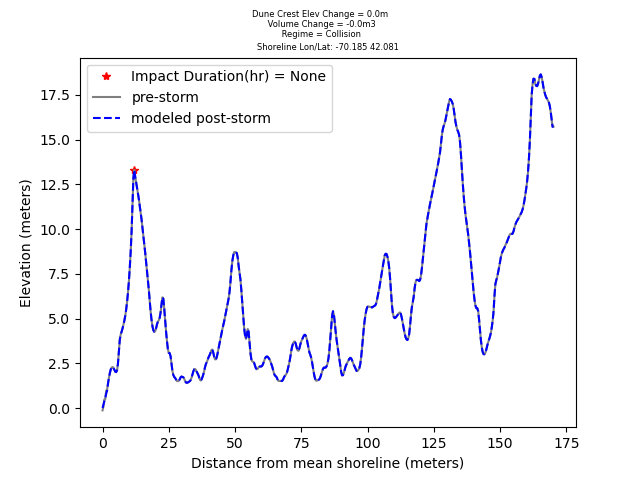 Dune Crest Elev Change = 0.0m
Volume Change = -0.0m3
Regime = Collision
Shoreline Lon/Lat: -70.185 42.081
Impact Duration(hr) = None
pre-storm
modeled post-storm
17.5
15.0
12.5
10.0
7.5
5.0
2.5
0.0
Elevation (meters)
0 25 50 75 100 125 150 175
Distance from mean shoreline (meters)